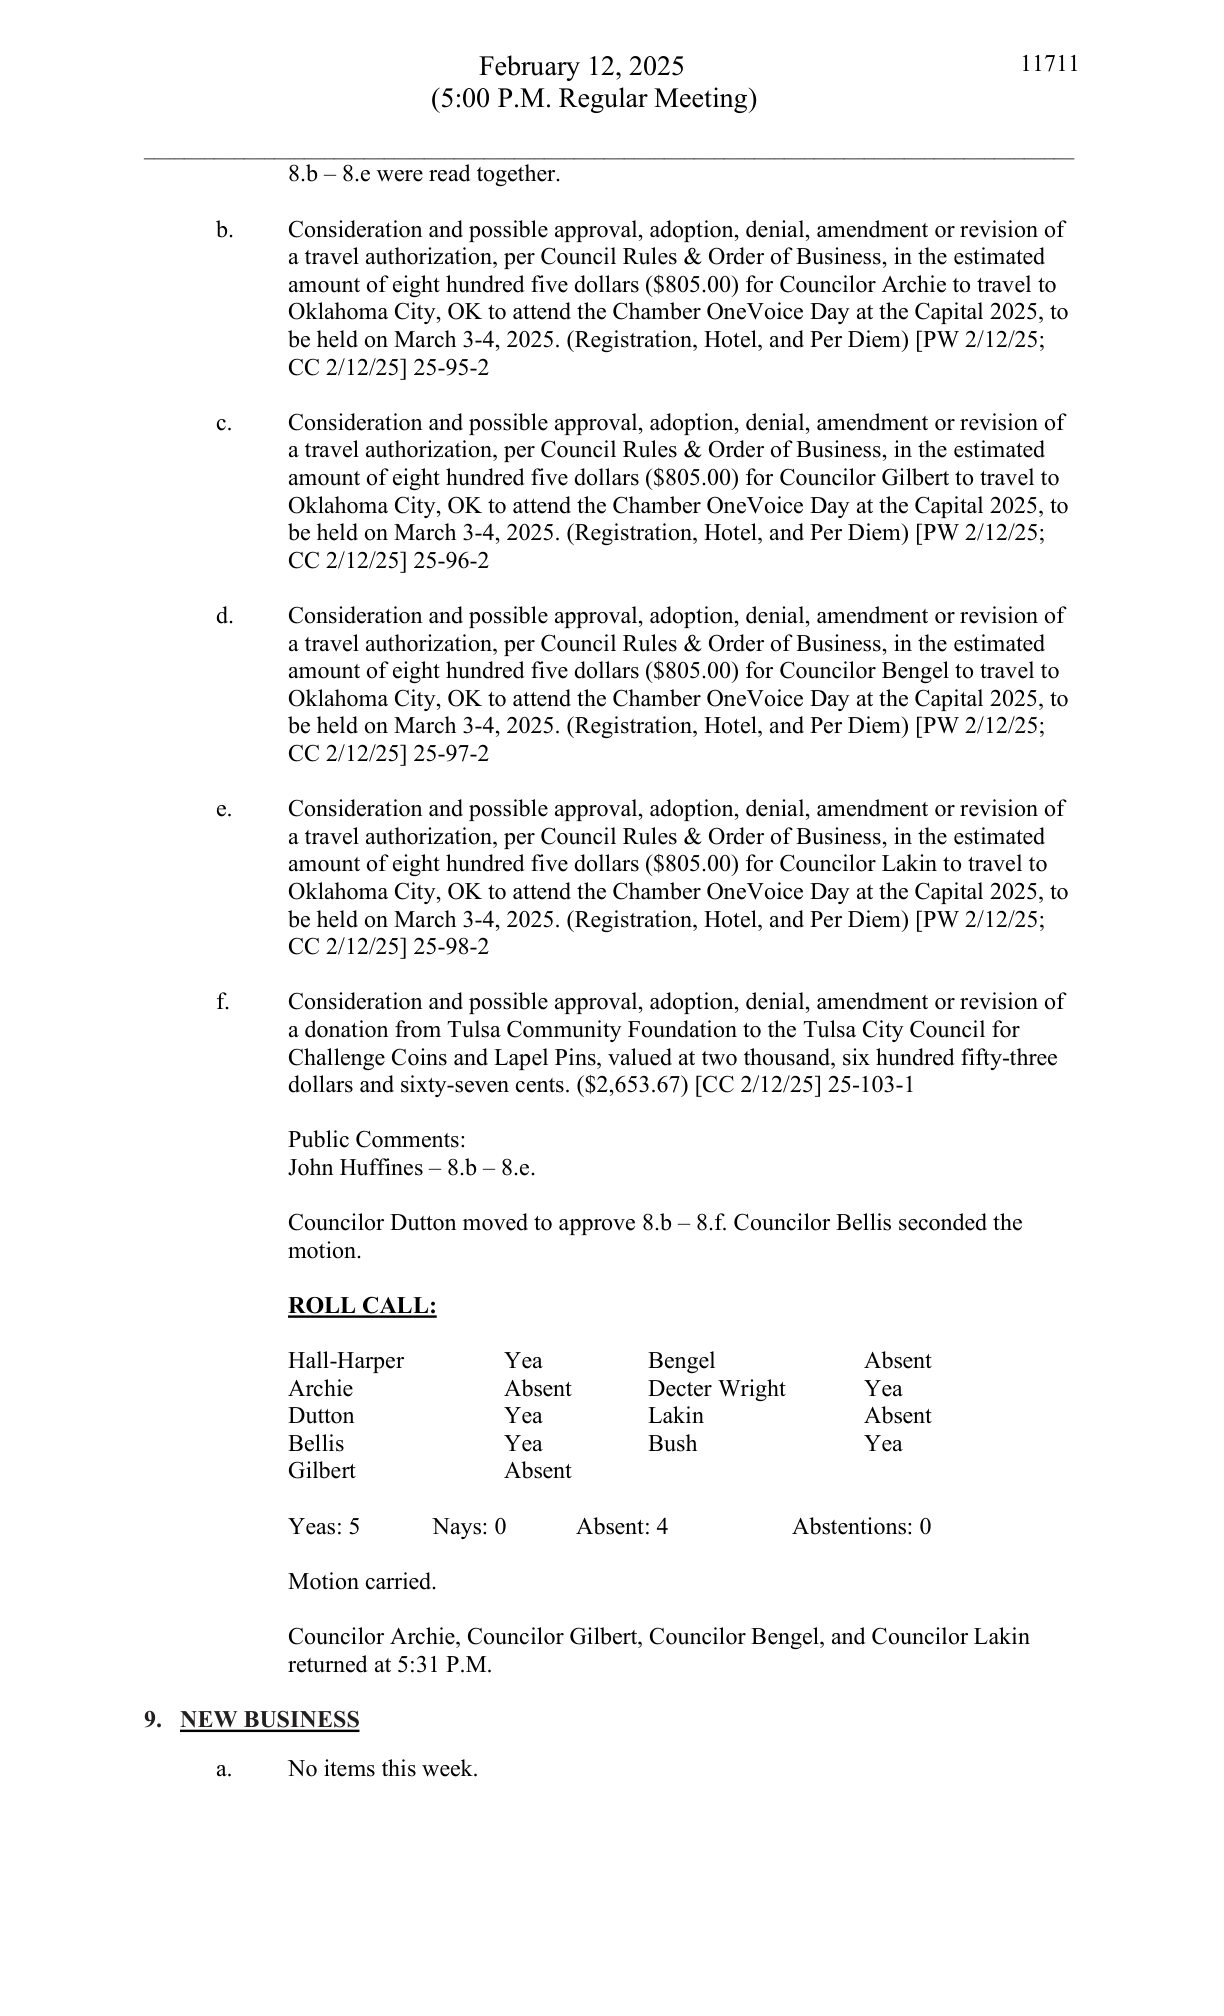 February 12, 2025
11711
(5:00 P.M. Regular Meeting)
8.b – 8.e were read together.
b. Consideration and possible approval, adoption, denial, amendment or revision of
a travel authorization, per Council Rules & Order of Business, in the estimated
amount of eight hundred five dollars ($805.00) for Councilor Archie to travel to
Oklahoma City, OK to attend the Chamber OneVoice Day at the Capital 2025, to
be held on March 3-4, 2025. (Registration, Hotel, and Per Diem) [PW 2/12/25;
CC 2/12/25] 25-95-2
c. Consideration and possible approval, adoption, denial, amendment or revision of
a travel authorization, per Council Rules & Order of Business, in the estimated
amount of eight hundred five dollars ($805.00) for Councilor Gilbert to travel to
Oklahoma City, OK to attend the Chamber OneVoice Day at the Capital 2025, to
be held on March 3-4, 2025. (Registration, Hotel, and Per Diem) [PW 2/12/25;
CC 2/12/25] 25-96-2
d. Consideration and possible approval, adoption, denial, amendment or revision of
a travel authorization, per Council Rules & Order of Business, in the estimated
amount of eight hundred five dollars ($805.00) for Councilor Bengel to travel to
Oklahoma City, OK to attend the Chamber OneVoice Day at the Capital 2025, to
be held on March 3-4, 2025. (Registration, Hotel, and Per Diem) [PW 2/12/25;
CC 2/12/25] 25-97-2
e. Consideration and possible approval, adoption, denial, amendment or revision of
a travel authorization, per Council Rules & Order of Business, in the estimated
amount of eight hundred five dollars ($805.00) for Councilor Lakin to travel to
Oklahoma City, OK to attend the Chamber OneVoice Day at the Capital 2025, to
be held on March 3-4, 2025. (Registration, Hotel, and Per Diem) [PW 2/12/25;
CC 2/12/25] 25-98-2
f. Consideration and possible approval, adoption, denial, amendment or revision of
a donation from Tulsa Community Foundation to the Tulsa City Council for
Challenge Coins and Lapel Pins, valued at two thousand, six hundred fifty-three
dollars and sixty-seven cents. ($2,653.67) [CC 2/12/25] 25-103-1
Public Comments:
John Huffines – 8.b – 8.e.
Councilor Dutton moved to approve 8.b – 8.f. Councilor Bellis seconded the
motion.
ROLL CALL:
Hall-Harper Yea Bengel Absent
Archie Absent Decter Wright Yea
Dutton Yea Lakin Absent
Bellis Yea Bush Yea
Gilbert Absent
Yeas: 5 Nays: 0 Absent: 4 Abstentions: 0
Motion carried.
Councilor Archie, Councilor Gilbert, Councilor Bengel, and Councilor Lakin
returned at 5:31 P.M.
9. NEW BUSINESS
a. No items this week.